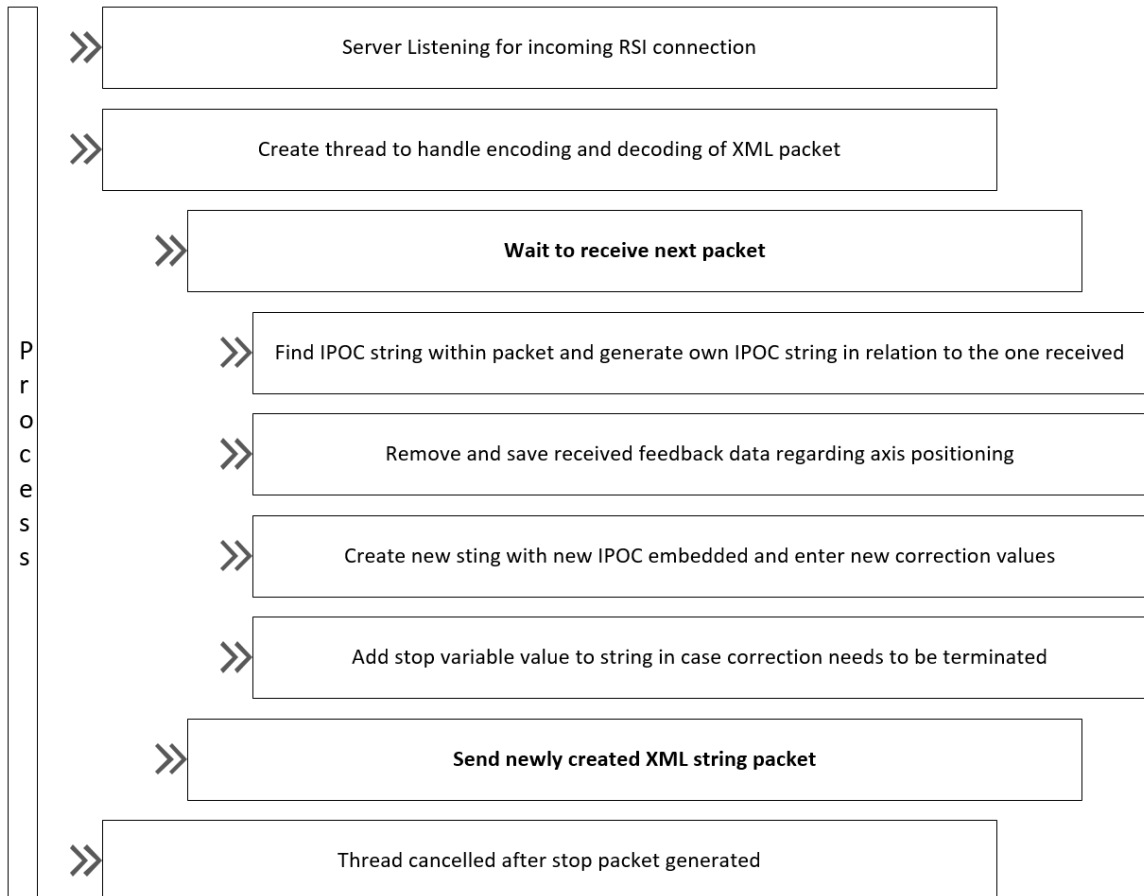 Process
Server Listening for incoming RSI connection
Create thread to handle encoding and decoding of XML packet
Wait to receive next packet
Find IPOC string within packet and generate own IPOC string in relation to the one received
Remove and save received feedback data regarding axis positioning
Create new sting with new IPOC embedded and enter new correction values
Add stop variable value to string in case correction needs to be terminated
Send newly created XML string packet
Thread cancelled after stop packet generated